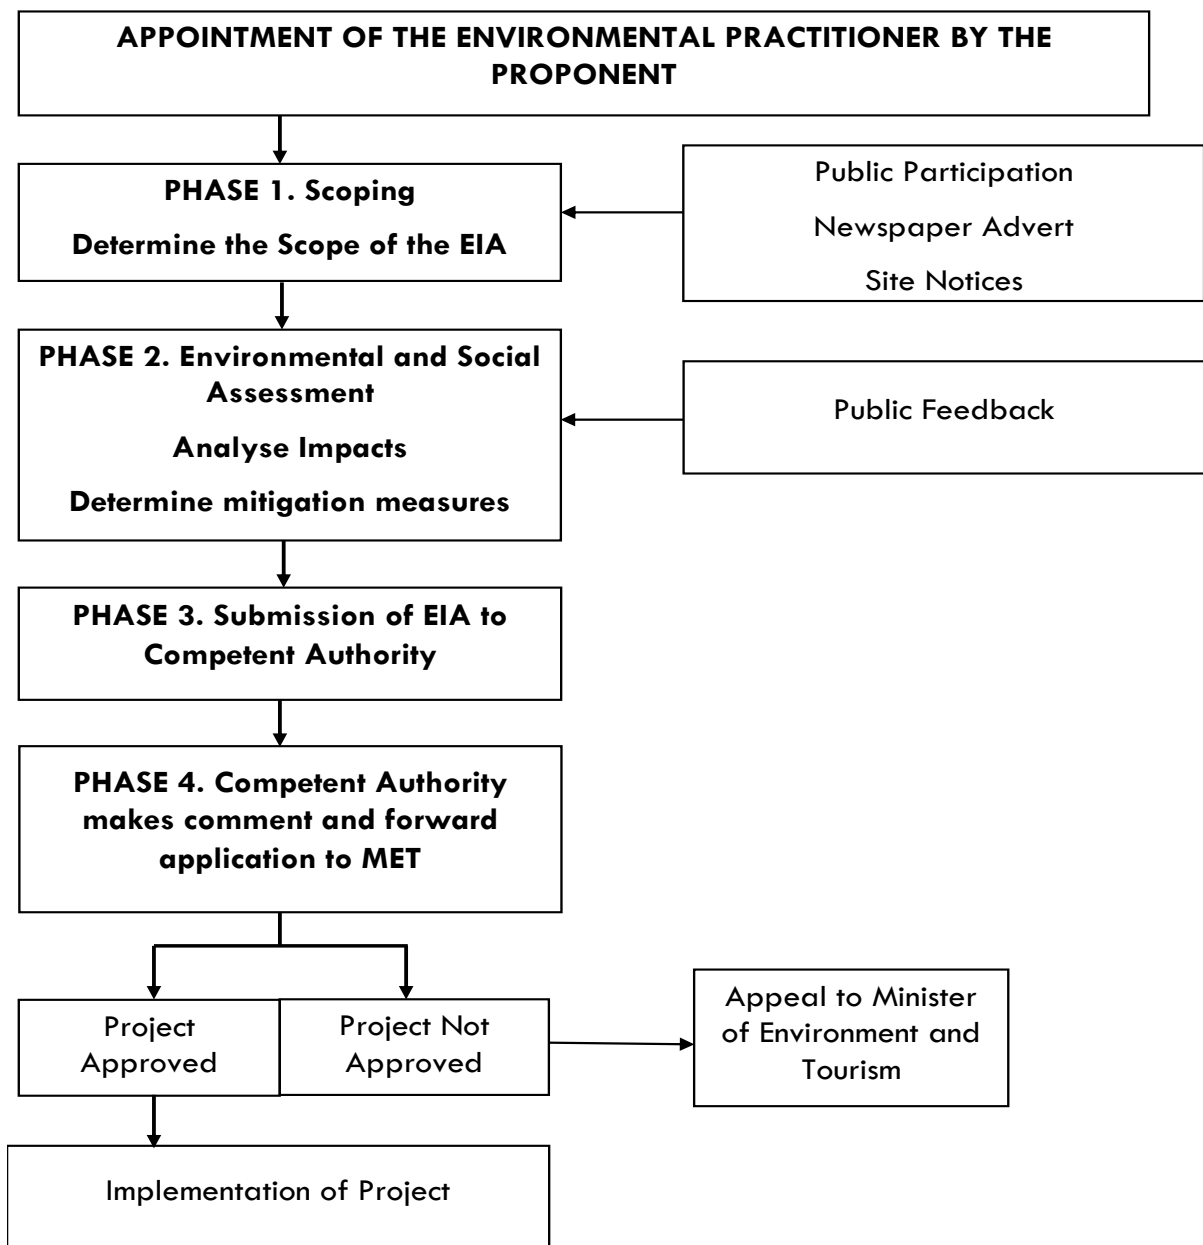 APPOINTMENT OF THE ENVIRONMENTAL PRACTITIONER BY THE
PROPONENT
PHASE 1. Scoping
Determine the Scope of the EIA
Public Participation
Newspaper Advert
Site Notices
PHASE 2. Environmental and Social
Assessment
Analyse Impacts
Determine mitigation measures
Public Feedback
PHASE 3. Submission of EIA to
Competent Authority
PHASE 4. Competent Authority
makes comment and forward
application to MET
Project
Approved
Project Not
Approved
Appeal to Minister
of Environment and
Tourism
Implementation of Project